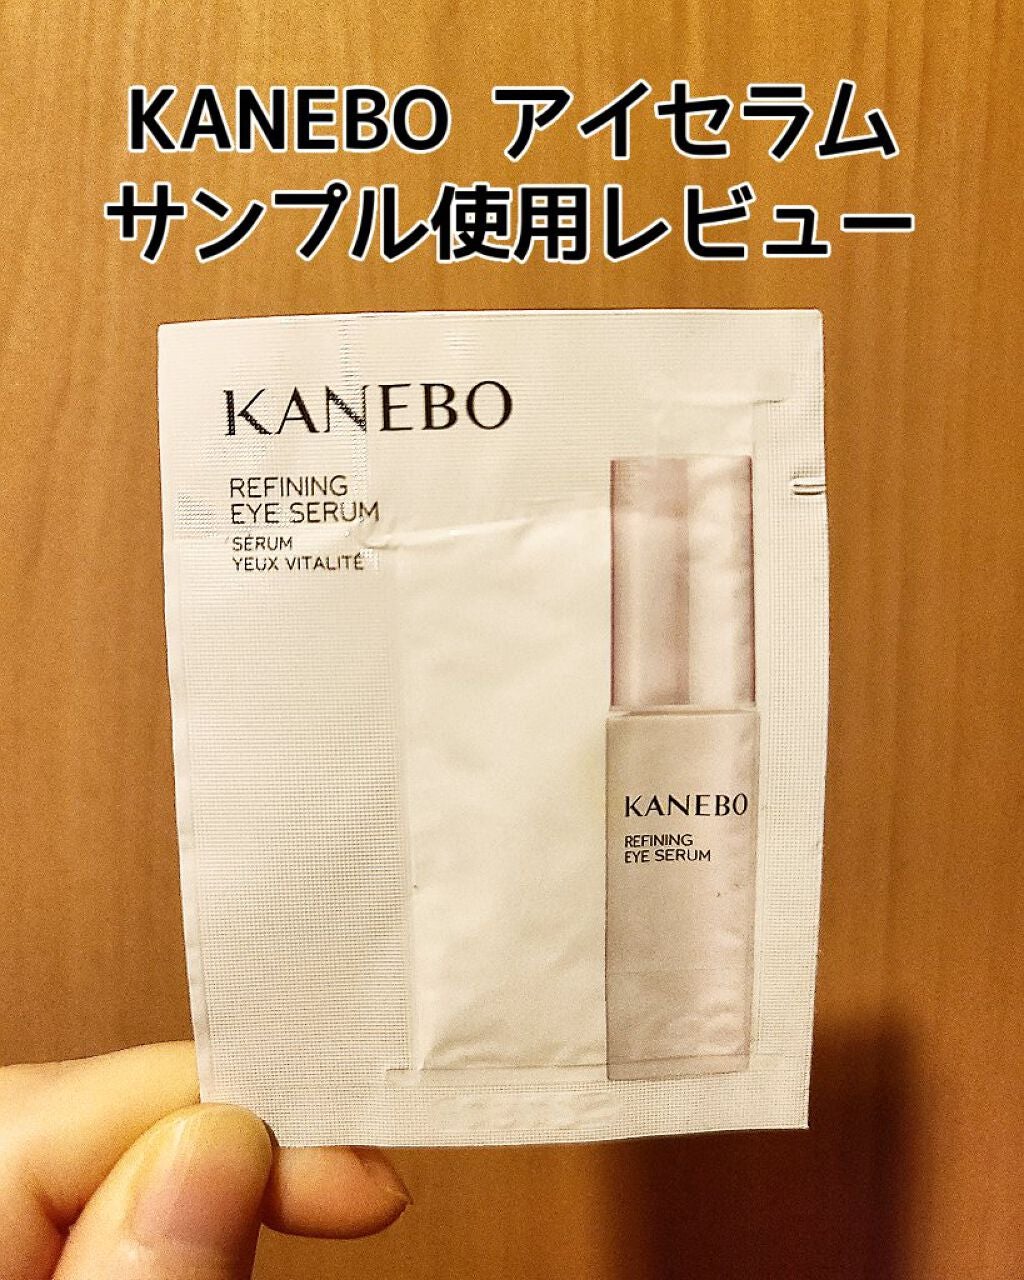 KANEBO アイセラム
サンプル使用レビュー
KANEBO
REFINING
EYE SERUM
SÉRUM
YEUX VITALITÉ
KANEBO
REFINING
EYE SERUM